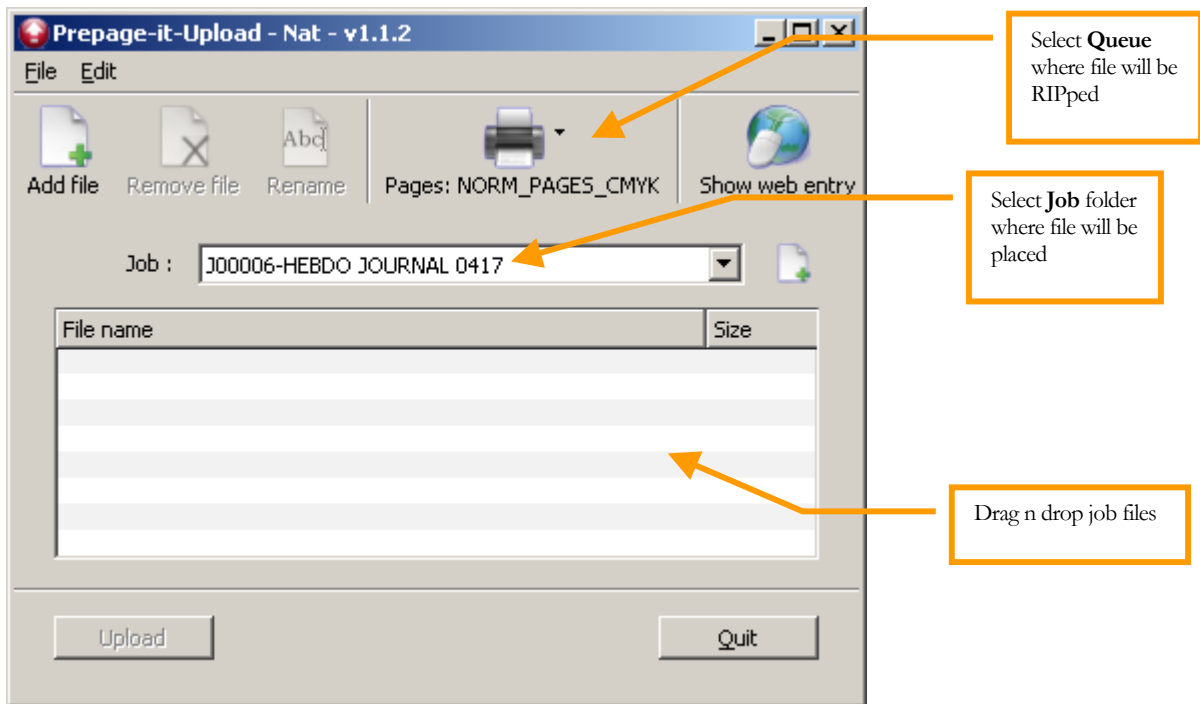 Prepage-it-Upload - Nat - v1.1.2
File Edit
Add file
Remove file
Rename
Abc
Pages: NORM_PAGES_CMYK
Show web entry
Job :
J00006-HEBDO JOURNAL 0417
File name
Size
Upload
Quit
Select Queue
where file will be
RIPped
Select Job folder
where file will be
placed
Drag n drop job files